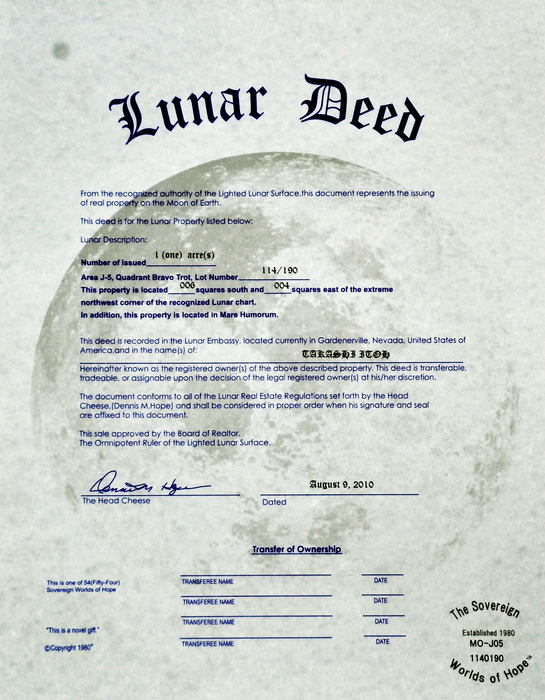 Lunar Deed
From the recognized authority of the Lighted Lunar Surface,this document represents the issuing
of real property on the Moon of Earth.
This deed is for the Lunar Property listed below:
Lunar Description:
Number of issued 1 (one) acre(s)
Area J-5, Quadrant Bravo Trot, Lot Number 114/190
This property is located 006 squares south and 004 squares east of the extreme
northwest corner of the recognized Lunar chart.
In addition, this property is located in Mare Humorum.
This deed is recorded in the Lunar Embassy, located currently in Gardenerville, Nevada, United States of
America,and in the name(s) of: TAKASHI ITOH
Hereinafter known as the registered owner(s) of the above described property. This deed is transferable,
tradeable, or assignable upon the decision of the legal registered owner(s) at his/her discretion.
The document conforms to all of the Lunar Real Estate Regulations set forth by the Head
Cheese,(Dennis M.Hope) and shall be considered in proper order when his signature and seal
are affixed to this document.
This sale approved by the Board of Realtor.
The Omnipotent Ruler of the Lighted Lunar Surface.
August 9, 2010
The Head Cheese Dated
Transfer of Ownership
This is one of 54(Fifty-Four)
Sovereign Worlds of Hope
"This is a novel gift."
©Copyright 1980"
TRANSFEREE NAME DATE
TRANSFEREE NAME DATE
TRANSFEREE NAME DATE
TRANSFEREE NAME DATE
The Sovereign
Established 1980
MO-J05
1140190
Worlds of Hope™